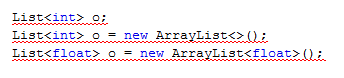 List<int> o;
List<int> o = new ArrayList<>();
List<float> o = new ArrayList<float>();